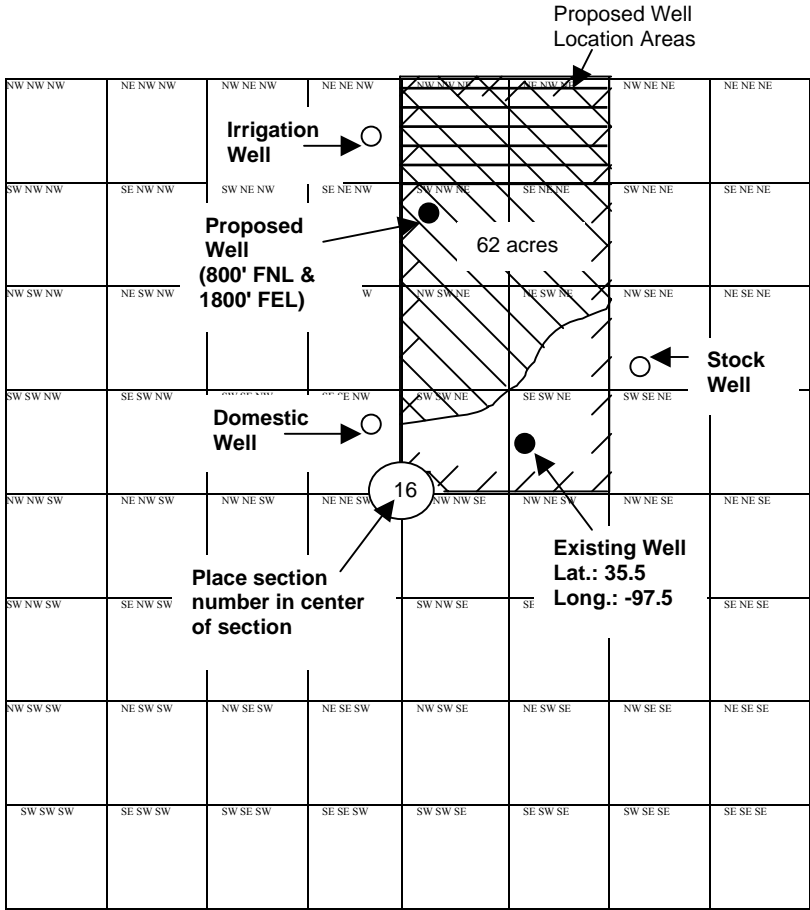 Proposed Well
Location Areas
NW NW NW NE NW NW NW NE NW NE NE NW NW NW NE NE NW NE NW NE NE NE NE NE
Irrigation
Well
SW NW NW SE NW NW SW NE NW SE NE NW SW NW NE SE NE NE SW NE NE SE NE NE
Proposed
Well
(800' FNL &
1800' FEL)
62 acres
NW SW NW NE SW NW W NW SW NE NE SW NE NW SE NE NE SE NE
Stock
Well
SW SW NW SE SW NW NW SW SW NE SE SW NE SW SE NE
Domestic
Well
16
NW NW SW NE NW SW NW NE SW NE NE SW NW NW SE NW NE SW NW NE SE NE NE SE
Existing Well
Lat.: 35.5
Long.: -97.5
Place section
number in center
of section
SW NW SW SE NW SW SW NW SE SE SE NE SE
NW SW SW NE SW SW NW SE SW NE SE SW NW SW SE NE SW SE NW SE SE NE SE SE
SW SW SW SE SW SW SW SE SW SE SE SW SW SW SE SE SW SE SW SE SE SE SE SE